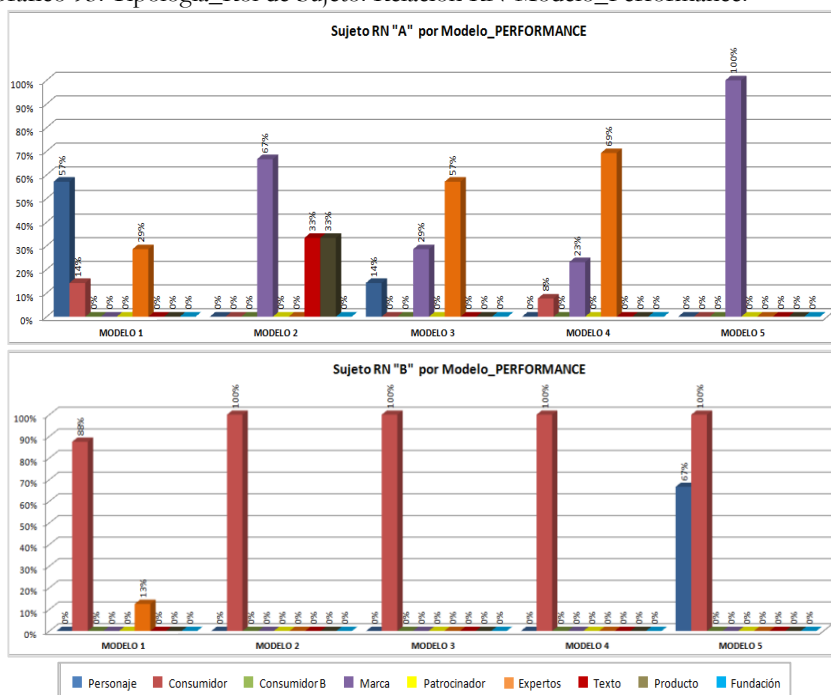 Sujeto RN "A" por Modelo_PERFORMANCE
100%
90%
80%
70%
60%
50%
40%
30%
20%
10%
0%
57% 14% 0% 0% 0% 29% 0% 0% 0%
0% 0% 0% 67% 0% 0% 33% 33% 0%
14% 0% 0% 29% 0% 57% 0% 0% 0%
0% 8% 0% 23% 0% 69% 0% 0% 0%
0% 0% 0% 100% 0% 0% 0% 0% 0%
MODELO 1 MODELO 2 MODELO 3 MODELO 4 MODELO 5
Sujeto RN "B" por Modelo_PERFORMANCE
100%
90%
80%
70%
60%
50%
40%
30%
20%
10%
0%
0% 88% 0% 0% 0% 13% 0% 0% 0%
0% 100% 0% 0% 0% 0% 0% 0% 0%
0% 100% 0% 0% 0% 0% 0% 0% 0%
0% 100% 0% 0% 0% 0% 0% 0% 0%
67% 100% 0% 0% 0% 0% 0% 0% 0%
MODELO 1 MODELO 2 MODELO 3 MODELO 4 MODELO 5
Personaje Consumidor Consumidor B Marca Patrocinador Expertos Texto Producto Fundación